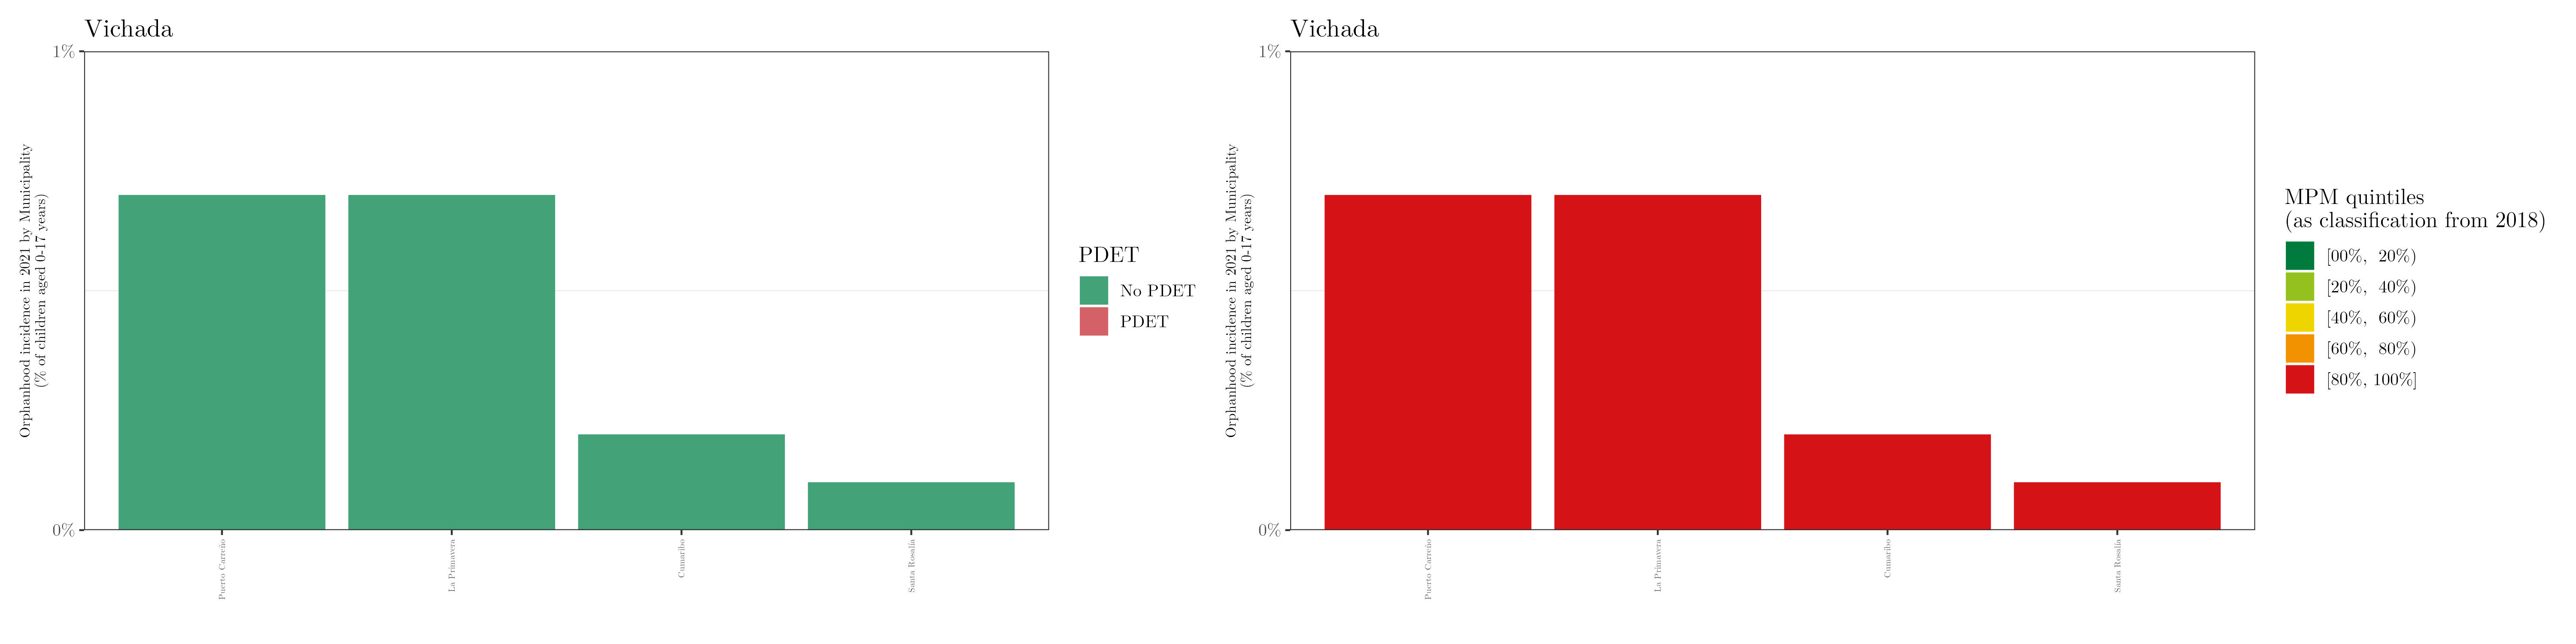 Vichada
1%
0%
Orphanhood incidence in 2021 by Municipality
(% of children aged 0-17 years)
Puerto Carreño
La Primavera
Cumaribo
Santa Rosalía
PDET
No PDET
PDET
Vichada
1%
0%
Orphanhood incidence in 2021 by Municipality
(% of children aged 0-17 years)
Puerto Carreño
La Primavera
Cumaribo
Santa Rosalía
MPM quintiles
(as classification from 2018)
[00%, 20%)
[20%, 40%)
[40%, 60%)
[60%, 80%)
[80%, 100%]